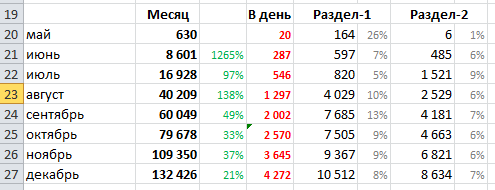 19 Месяц В день Раздел-1 Раздел-2
20 май 630 20 164 26% 6 1%
21 июнь 8 601 1265% 287 597 7% 485 6%
22 июль 16 928 97% 546 820 5% 1 521 9%
23 август 40 209 138% 1 297 4 029 10% 2 529 6%
24 сентябрь 60 049 49% 2 002 7 685 13% 4 181 7%
25 октябрь 79 678 33% 2 570 7 505 9% 4 663 6%
26 ноябрь 109 350 37% 3 645 9 367 9% 6 821 6%
27 декабрь 132 426 21% 4 272 10 512 8% 8 634 7%